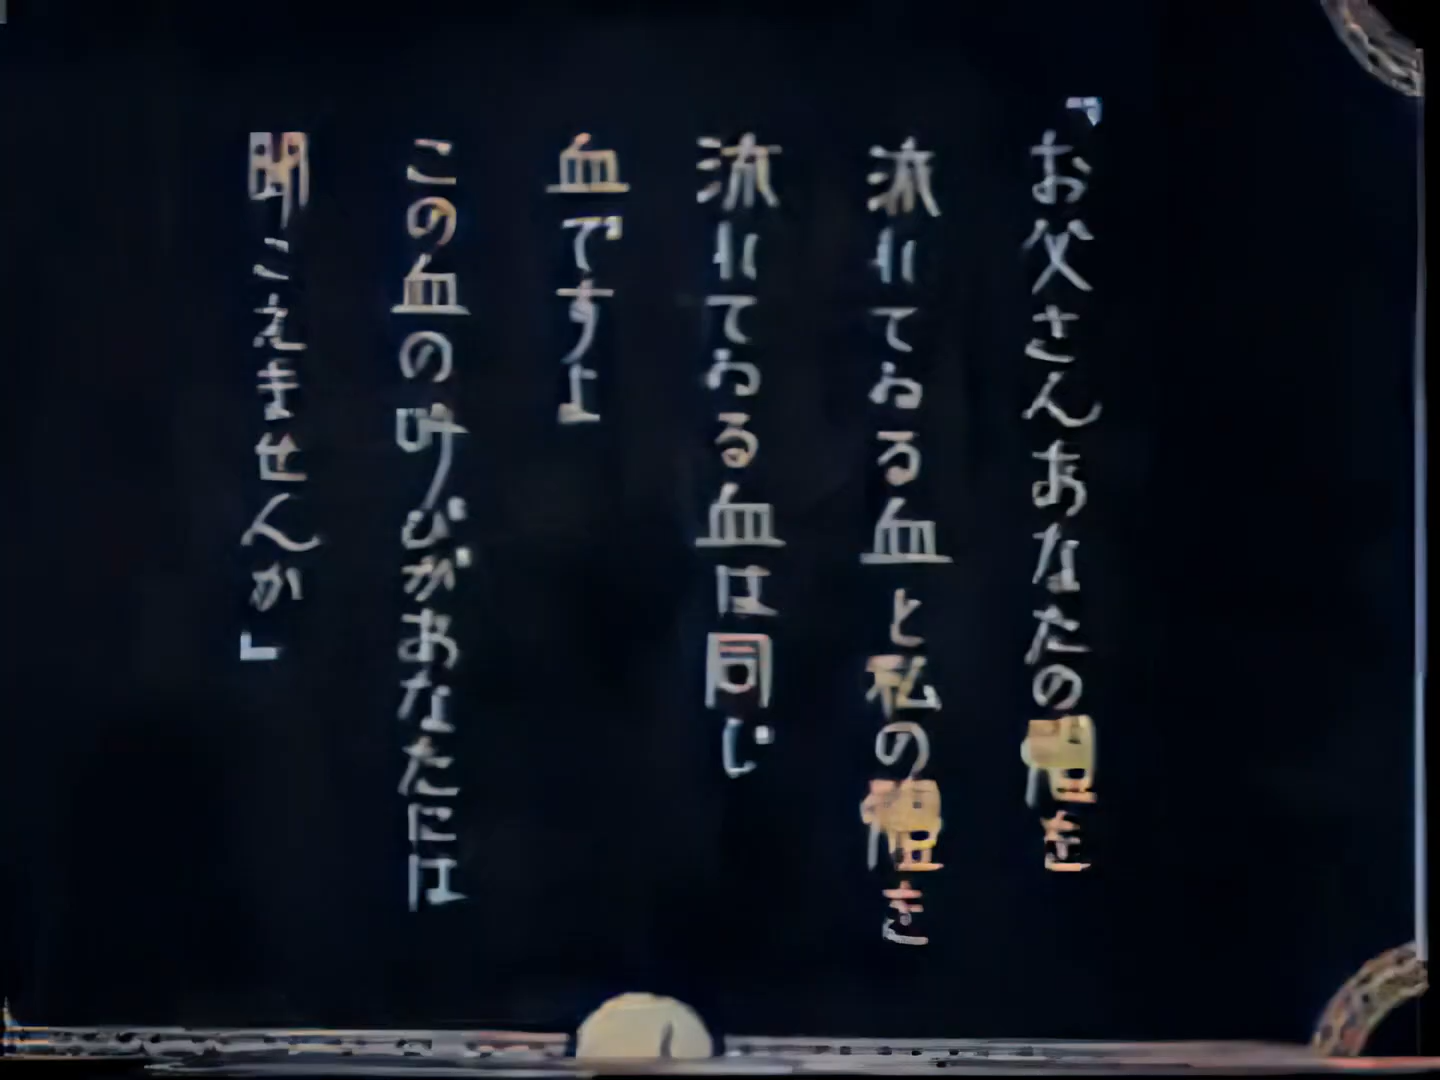 「お父さんあなたの體を
流れてゐる血と私の體を
流れてゐる血は同じ
血ですよ
この血の叫びがあなたには
聞こえませんか」